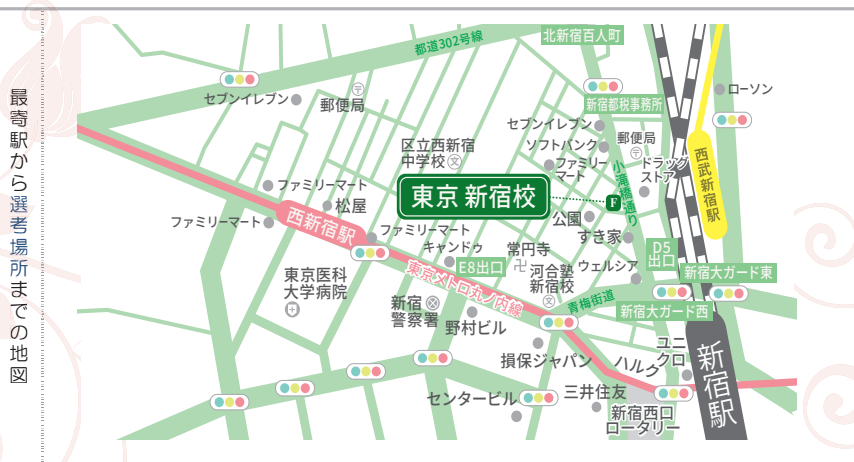 最寄駅から選考場所までの地図
都道302号線
北新宿百人町
セブンイレブン
郵便局
〒
新宿都税事務所
ローソン
セブンイレブン
ソフトバンク
郵便局
〒
区立西新宿
中学校
文
ファミリー
マート
ドラッグ
ストア
小滝橋通り
西武新宿駅
ファミリーマート
東京 新宿校
F
松屋
公園
ファミリーマート
西新宿駅
ファミリーマート
すき家
キャンドゥ
常円寺
卍
D5
出口
東京メトロ丸ノ内線
E8出口
河合塾
新宿校
文
ウェルシア
新宿大ガード東
東京医科
大学病院
青梅街道
新宿
警察署
野村ビル
新宿大ガード西
損保ジャパン
ハルク
ユニ
クロ
新宿駅
センタービル
三井住友
新宿西口
ロータリー